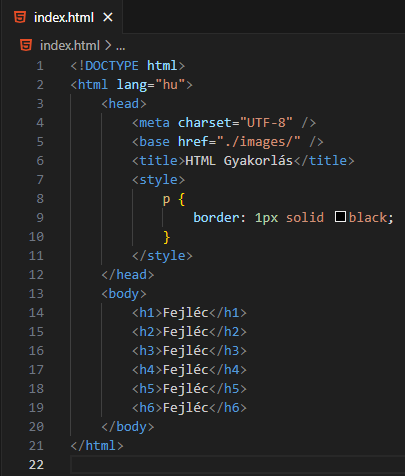 index.html ×
index.html > ...
1 <!DOCTYPE html>
2 <html lang="hu">
3 <head>
4 <meta charset="UTF-8" />
5 <base href="./images/" />
6 <title>HTML Gyakorlás</title>
7 <style>
8 p {
9 border: 1px solid black;
10 }
11 </style>
12 </head>
13 <body>
14 <h1>Fejléc</h1>
15 <h2>Fejléc</h2>
16 <h3>Fejléc</h3>
17 <h4>Fejléc</h4>
18 <h5>Fejléc</h5>
19 <h6>Fejléc</h6>
20 </body>
21 </html>
22